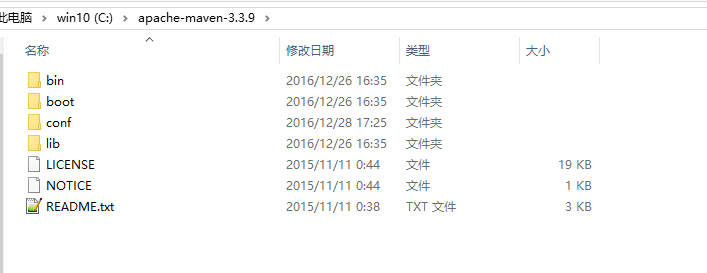 此电脑 > win10 (C:) > apache-maven-3.3.9 >
名称 修改日期 类型 大小
bin 2016/12/26 16:35 文件夹
boot 2016/12/26 16:35 文件夹
conf 2016/12/28 17:25 文件夹
lib 2016/12/26 16:35 文件夹
LICENSE 2015/11/11 0:44 文件 19 KB
NOTICE 2015/11/11 0:44 文件 1 KB
README.txt 2015/11/11 0:38 TXT 文件 3 KB